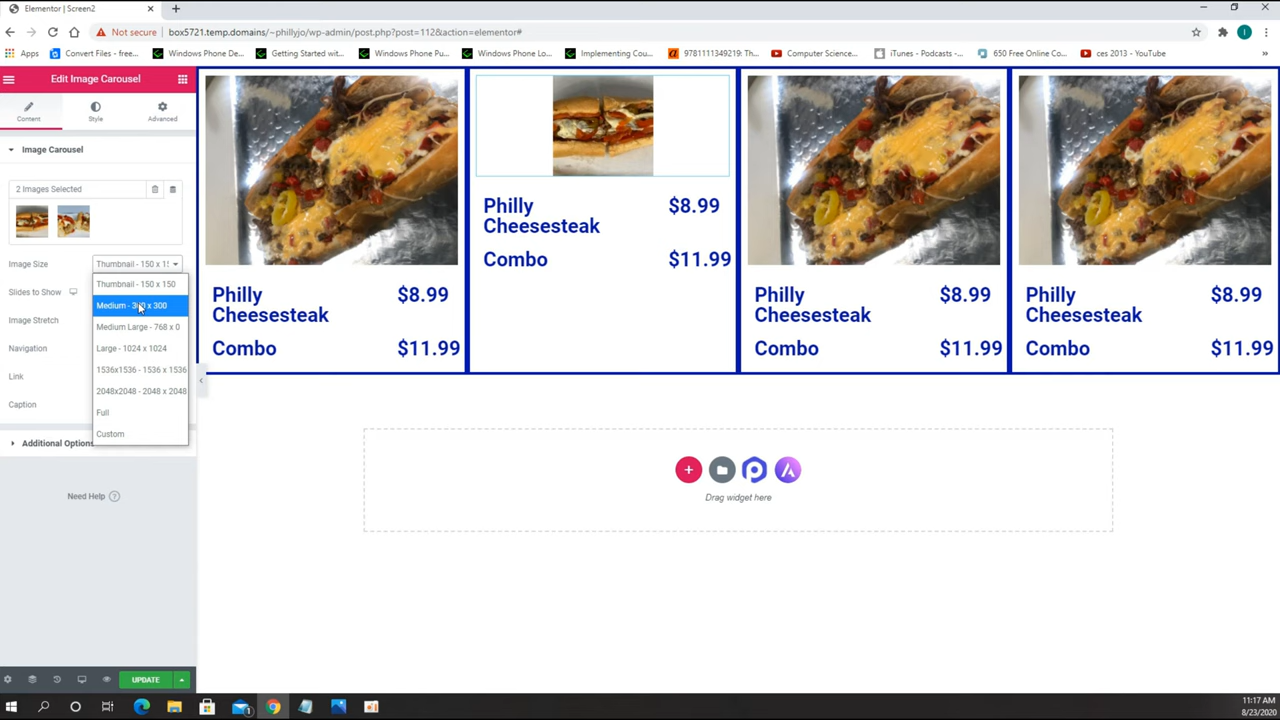 Elementor | Screen2
Not secure
box5721.temp.domains/~phillyjo/wp-admin/post.php?post=112&action=elementor#
Apps
Convert Files - free...
Windows Phone De...
Getting Started wit...
Windows Phone Pu...
Windows Phone Lo...
Implementing Cou...
9781111349219: Th...
Computer Science...
iTunes - Podcasts -...
650 Free Online Co...
ces 2013 - YouTube
Edit Image Carousel
Content
Style
Advanced
Image Carousel
2 Images Selected
Image Size
Thumbnail - 150 x 15
Thumbnail - 150 x 150
Medium - 300 x 300
Medium Large - 768 x 0
Large - 1024 x 1024
1536x1536 - 1536 x 1536
2048x2048 - 2048 x 2048
Full
Custom
Slides to Show
Image Stretch
Navigation
Link
Caption
Additional Options
Need Help
UPDATE
Philly Cheesesteak $8.99
Combo $11.99
Philly Cheesesteak $8.99
Combo $11.99
Philly Cheesesteak $8.99
Combo $11.99
Philly Cheesesteak $8.99
Combo $11.99
Drag widget here
11:17 AM
8/23/2020